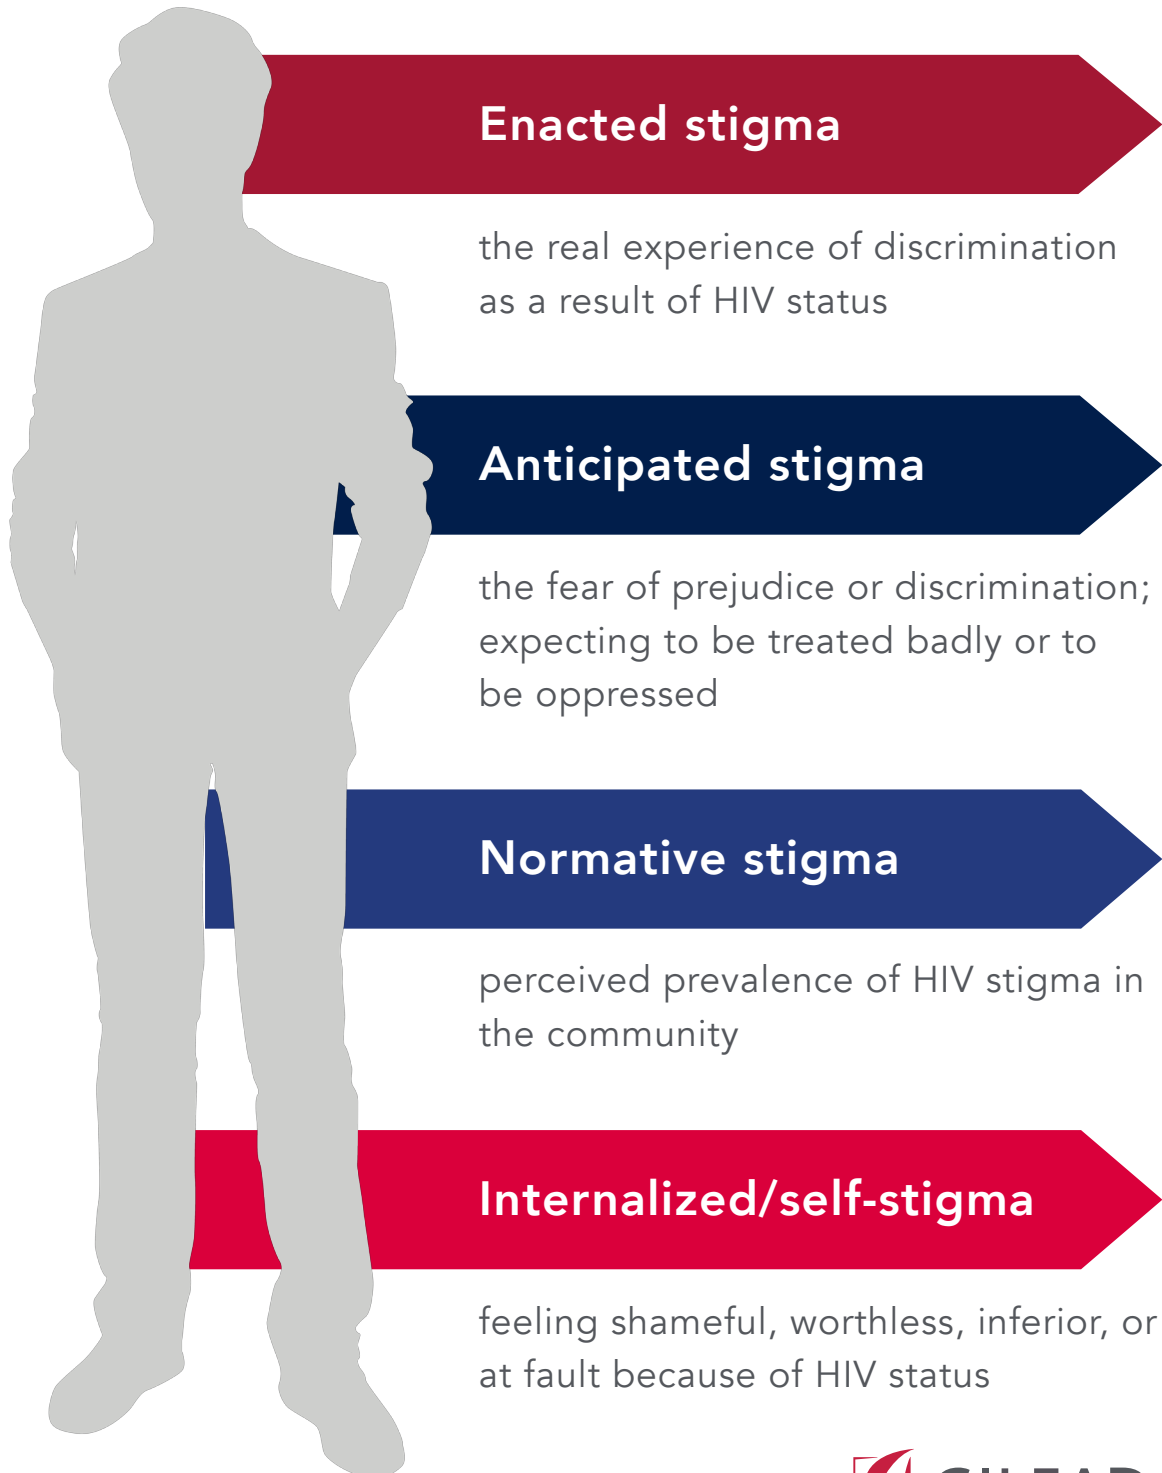 Enacted stigma
the real experience of discrimination
as a result of HIV status
Anticipated stigma
the fear of prejudice or discrimination;
expecting to be treated badly or to
be oppressed
Normative stigma
perceived prevalence of HIV stigma in
the community
Internalized/self-stigma
feeling shameful, worthless, inferior, or
at fault because of HIV status
GILEAD